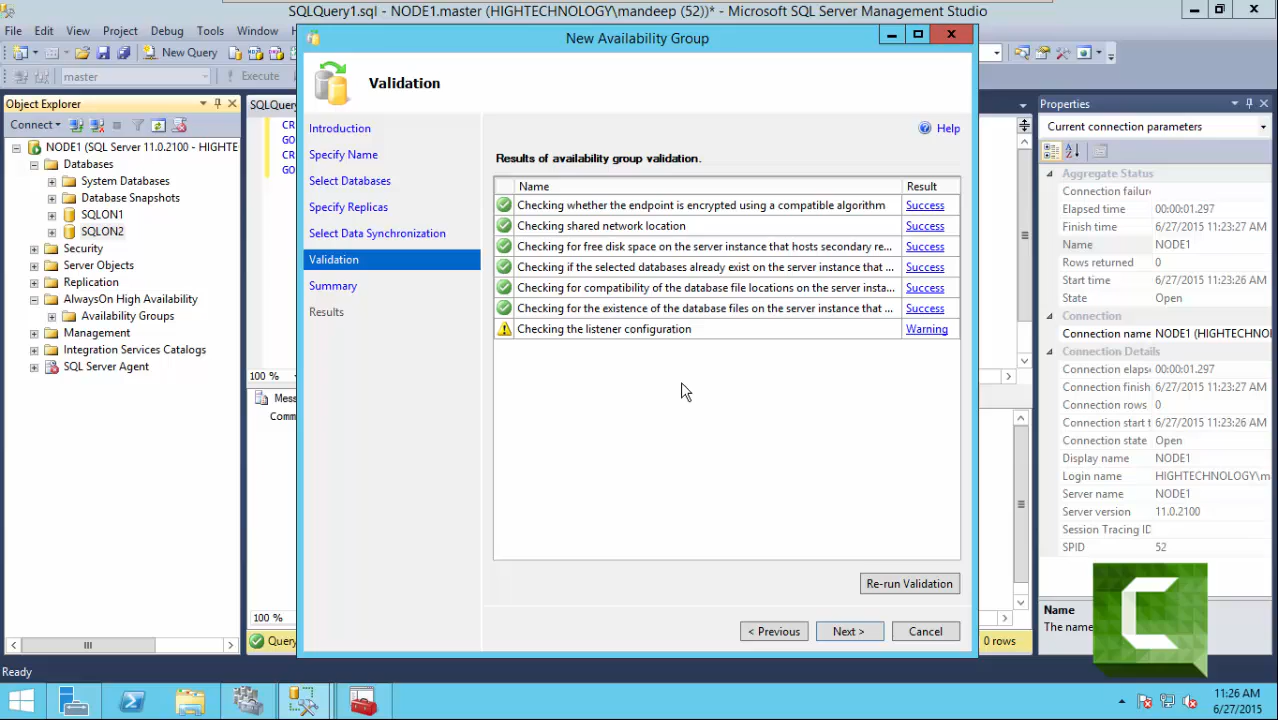 SQLQuery1.sql - NODE1.master (HIGHTECHNOLOGY\mandeep (52))* - Microsoft SQL Server Management Studio
File Edit View Project Debug Tools Window
New Query
master
Execute
Object Explorer
Connect
NODE1 (SQL Server 11.0.2100 - HIGHTE
Databases
System Databases
Database Snapshots
SQLON1
SQLON2
Security
Server Objects
Replication
AlwaysOn High Availability
Availability Groups
Management
Integration Services Catalogs
SQL Server Agent
SQLQuery
CR
GO
CR
GO
100 %
Mess
Comm
100 %
Query
New Availability Group
Validation
Introduction
Specify Name
Select Databases
Specify Replicas
Select Data Synchronization
Validation
Summary
Results
Help
Results of availability group validation.
Name Result
Checking whether the endpoint is encrypted using a compatible algorithm Success
Checking shared network location Success
Checking for free disk space on the server instance that hosts secondary re... Success
Checking if the selected databases already exist on the server instance that ... Success
Checking for compatibility of the database file locations on the server insta... Success
Checking for the existence of the database files on the server instance that ... Success
Checking the listener configuration Warning
Re-run Validation
< Previous Next > Cancel
0 rows
Properties
Current connection parameters
Aggregate Status
Connection failur
Elapsed time 00:00:01.297
Finish time 6/27/2015 11:23:27 AM
Name NODE1
Rows returned 0
Start time 6/27/2015 11:23:26 AM
State Open
Connection
Connection name NODE1 (HIGHTECHNOL
Connection Details
Connection elaps 00:00:01.297
Connection finish 6/27/2015 11:23:27 AM
Connection rows 0
Connection start t 6/27/2015 11:23:26 AM
Connection state Open
Display name NODE1
Login name HIGHTECHNOLOGY\m
Server name NODE1
Server version 11.0.2100
Session Tracing ID
SPID 52
Name
The name
Ready
11:26 AM
6/27/2015